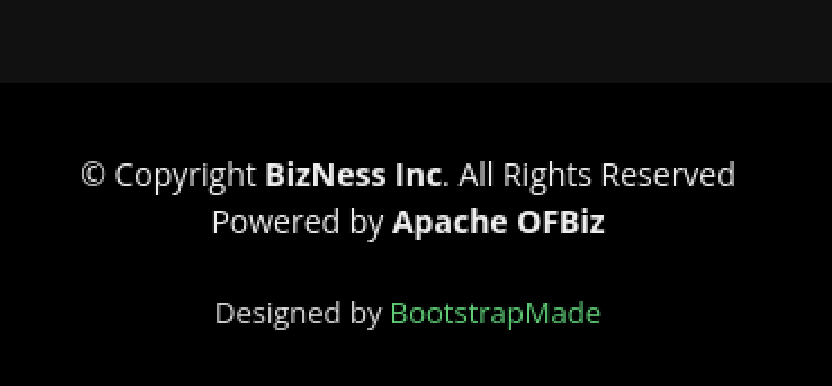 © Copyright BizNess Inc. All Rights Reserved
Powered by Apache OFBiz
Designed by BootstrapMade